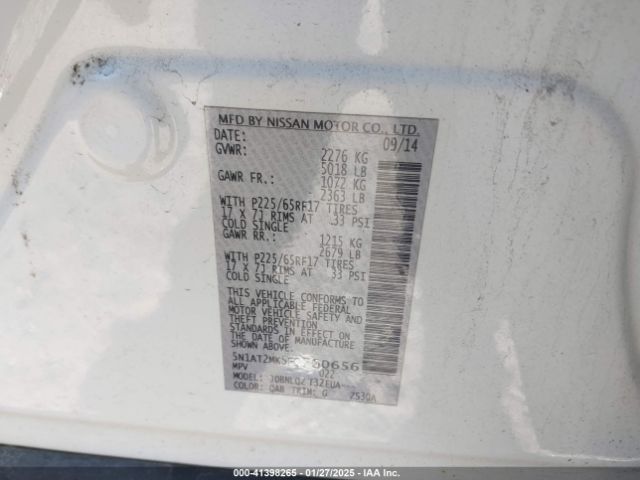 MFD BY NISSAN MOTOR CO., LTD.
DATE: 09/14
GVWR: 2276 KG
5018 LB
GAWR FR.: 1072 KG
2363 LB
WITH P225/65RF17 TIRES
17 X 7J RIMS AT 33 PSI
COLD SINGLE
GAWR RR.: 1215 KG
2679 LB
WITH P225/65RF17 TIRES
17 X 7J RIMS AT 33 PSI
COLD SINGLE
THIS VEHICLE CONFORMS TO
ALL APPLICABLE FEDERAL
MOTOR VEHICLE SAFETY AND
THEFT PREVENTION
STANDARDS IN EFFECT ON
THE DATE OF MANUFACTURE
SHOWN ABOVE.
MPV 022
MODEL:
COLOR: QAB TRIM: G
000-41398265 - 01/27/2025 - IAA Inc.